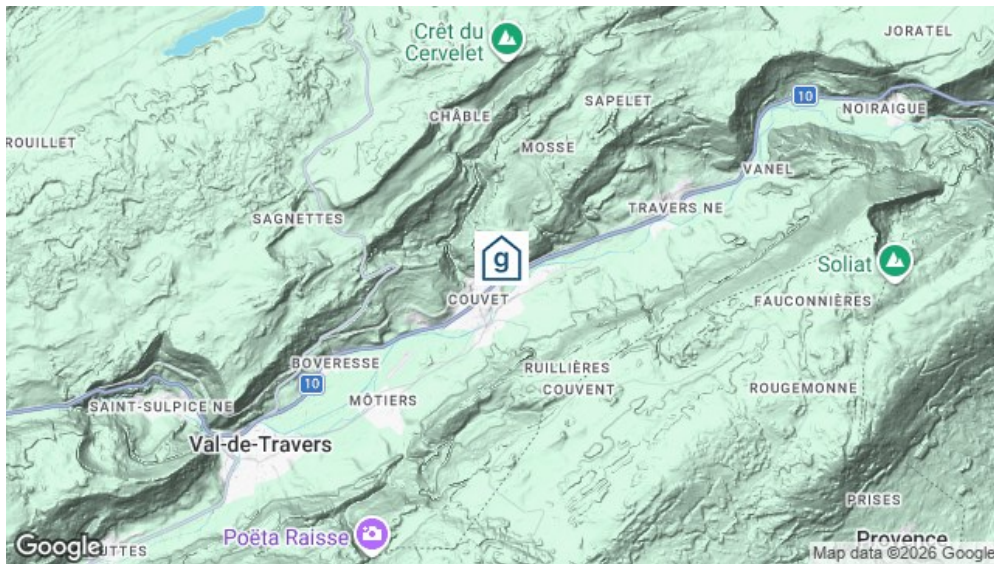 Crêt du
Cervelet
JORATEL
10
NOIRAIGUE
SAPELET
CHÂBLE
ROUILLET
MOSSE
VANEL
TRAVERS NE
SAGNETTES
g
Soliat
COUVET
FAUCONNIÈRES
BOVERESSE
RUILLIÈRES
10
COUVENT
ROUGEMONNE
MÔTIERS
SAINT-SULPICE NE
Val-de-Travers
PRISES
Poëta Raisse
Provence
Google
UTTES
Map data ©2026 Google